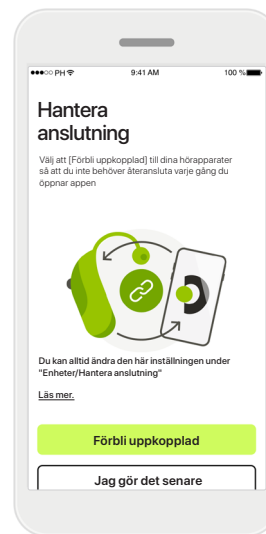 ●●●○○ PH 9:41 AM 100 %
Hantera
anslutning
Välj att [Förbli uppkopplad] till dina hörapparater
så att du inte behöver återansluta varje gång du
öppnar appen
Du kan alltid ändra den här inställningen under
"Enheter/Hantera anslutning"
Läs mer.
Förbli uppkopplad
Jag gör det senare